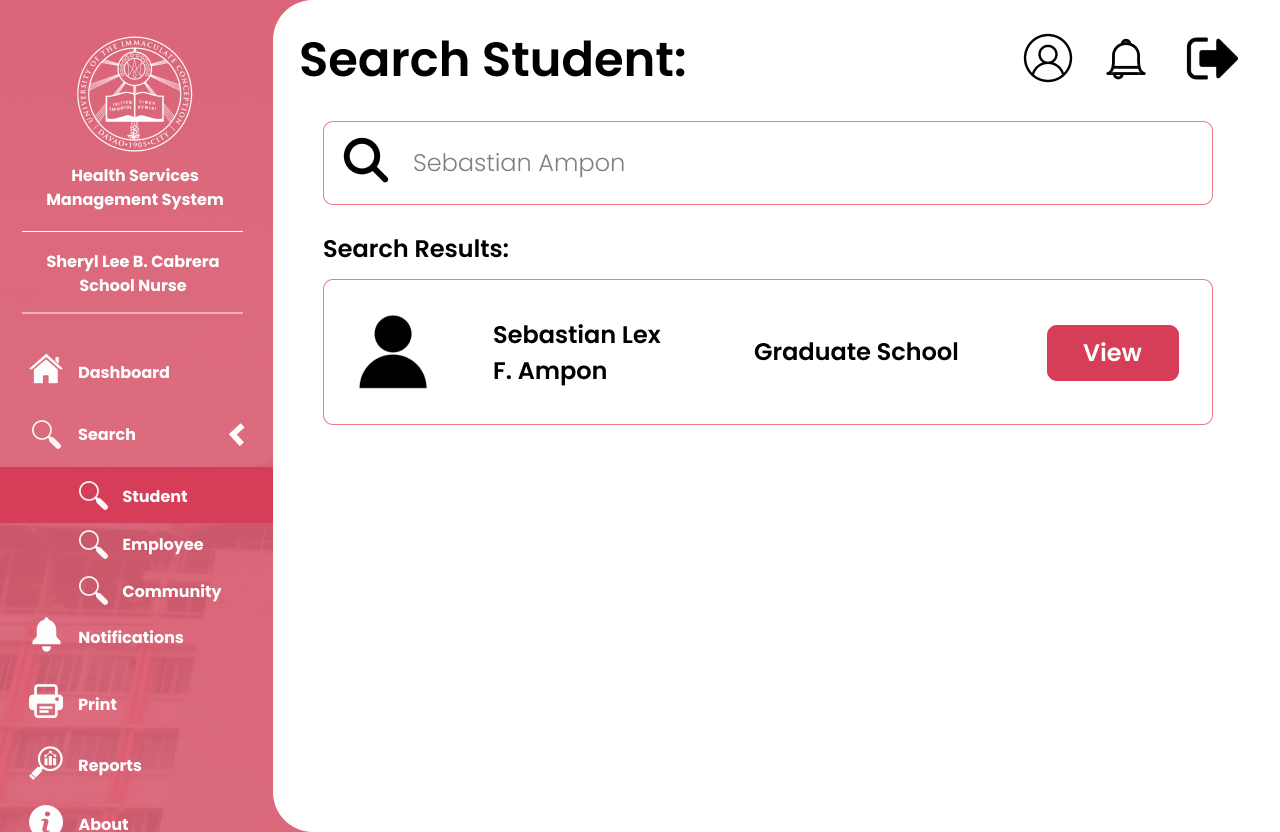 UNIVERSITY OF THE IMMACULATE CONCEPTION
DAVAO • 1905 • CITY
Health Services
Management System
Sheryl Lee B. Cabrera
School Nurse
Dashboard
Search
Student
Employee
Community
Notifications
Print
Reports
About
Search Student:
Sebastian Ampon
Search Results:
Sebastian Lex
F. Ampon
Graduate School
View